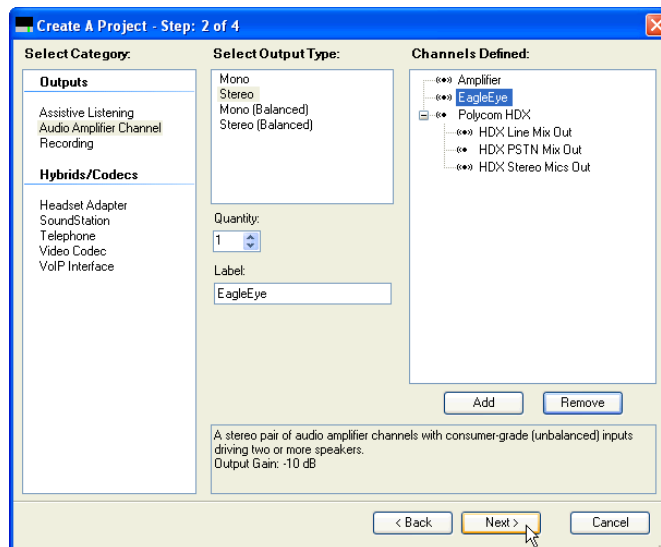 Create A Project - Step: 2 of 4
Select Category:
Outputs
Assistive Listening
Audio Amplifier Channel
Recording
Hybrids/Codecs
Headset Adapter
SoundStation
Telephone
Video Codec
VoIP Interface
Select Output Type:
Mono
Stereo
Mono (Balanced)
Stereo (Balanced)
Quantity:
1
Label:
EagleEye
Channels Defined:
Amplifier
EagleEye
Polycom HDX
HDX Line Mix Out
HDX PSTN Mix Out
HDX Stereo Mics Out
Add
Remove
A stereo pair of audio amplifier channels with consumer-grade (unbalanced) inputs
driving two or more speakers.
Output Gain: -10 dB
< Back
Next >
Cancel